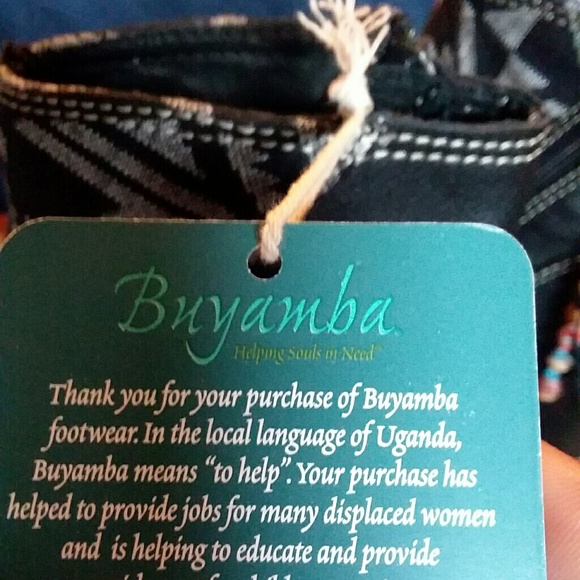 Buyamba
Helping Souls in Need®
Thank you for your purchase of Buyamba
footwear. In the local language of Uganda,
Buyamba means “to help”. Your purchase has
helped to provide jobs for many displaced women
and is helping to educate and provide